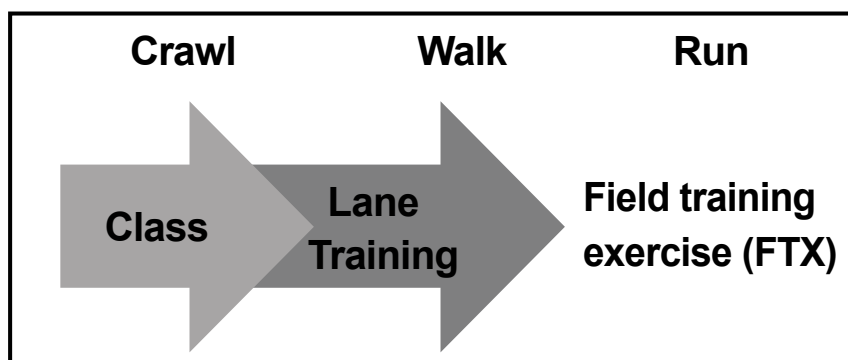 Crawl Walk Run
Class
Lane
Training
Field training
exercise (FTX)